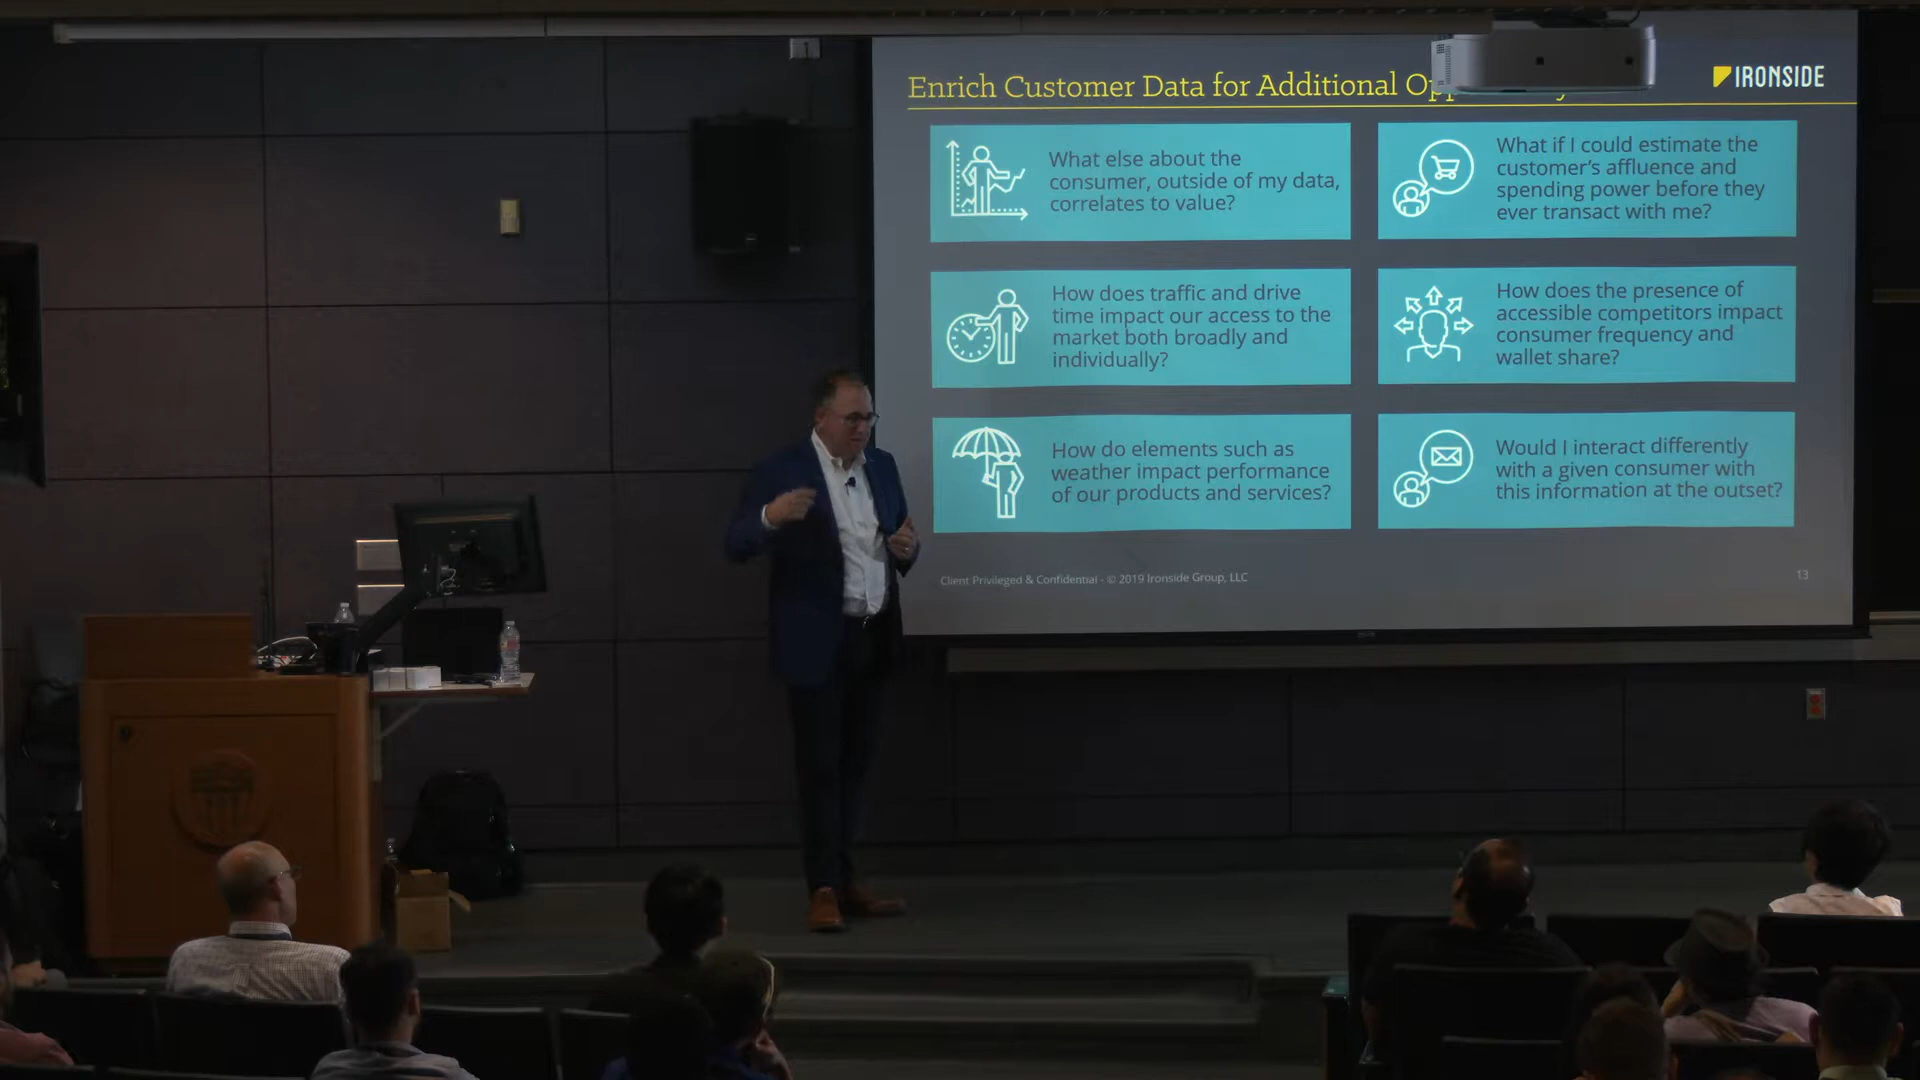 Enrich Customer Data for Additional
IRONSIDE
What else about the
consumer, outside of my data,
correlates to value?
What if I could estimate the
customer's affluence and
spending power before they
ever transact with me?
How does traffic and drive
time impact our access to the
market both broadly and
individually?
How does the presence of
accessible competitors impact
consumer frequency and
wallet share?
How do elements such as
weather impact performance
of our products and services?
Would I interact differently
with a given consumer with
this information at the outset?
Client Privileged & Confidential - © 2019 Ironside Group, LLC
13